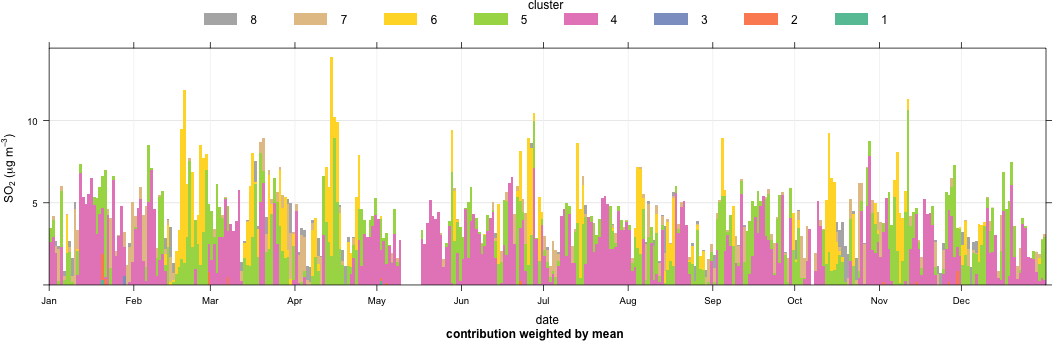 cluster
8 7 6 5 4 3 2 1
10
5
SO₂ (μg m⁻³)
Jan Feb Mar Apr May Jun Jul Aug Sep Oct Nov Dec
date
contribution weighted by mean